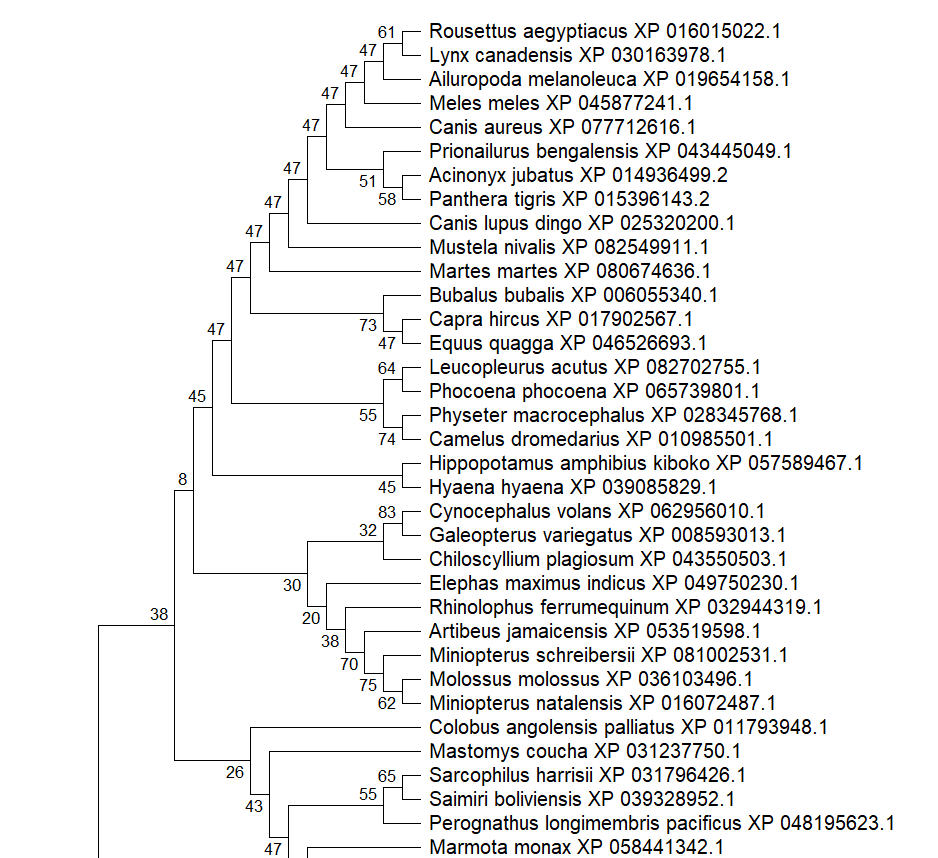 61 Rousettus aegyptiacus XP 016015022.1
47 Lynx canadensis XP 030163978.1
47 Ailuropoda melanoleuca XP 019654158.1
47 Meles meles XP 045877241.1
47 Canis aureus XP 077712616.1
Prionailurus bengalensis XP 043445049.1
47 51 Acinonyx jubatus XP 014936499.2
58 Panthera tigris XP 015396143.2
47 Canis lupus dingo XP 025320200.1
47 Mustela nivalis XP 082549911.1
47 Martes martes XP 080674636.1
Bubalus bubalis XP 006055340.1
47 73 Capra hircus XP 017902567.1
47 Equus quagga XP 046526693.1
64 Leucopleurus acutus XP 082702755.1
45 Phocoena phocoena XP 065739801.1
55 Physeter macrocephalus XP 028345768.1
74 Camelus dromedarius XP 010985501.1
Hippopotamus amphibius kiboko XP 057589467.1
8 45 Hyaena hyaena XP 039085829.1
83 Cynocephalus volans XP 062956010.1
32 Galeopterus variegatus XP 008593013.1
Chiloscyllium plagiosum XP 043550503.1
30 Elephas maximus indicus XP 049750230.1
38 20 Rhinolophus ferrumequinum XP 032944319.1
38 Artibeus jamaicensis XP 053519598.1
70 Miniopterus schreibersii XP 081002531.1
75 Molossus molossus XP 036103496.1
62 Miniopterus natalensis XP 016072487.1
Colobus angolensis palliatus XP 011793948.1
Mastomys coucha XP 031237750.1
26 65 Sarcophilus harrisii XP 031796426.1
43 55 Saimiri boliviensis XP 039328952.1
Perognathus longimembris pacificus XP 048195623.1
47 Marmota monax XP 058441342.1